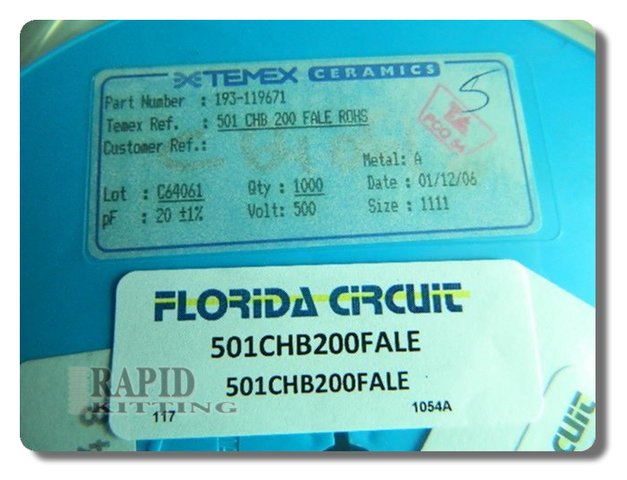 TEMEX CERAMICS
Part Number : 193-119671
Temex Ref. : 501 CHB 200 FALE ROHS
Customer Ref.:
Metal: A
Lot : C64061 Qty : 1000 Date : 01/12/06
pF : 20 ±1% Volt: 500 Size : 1111
5
FLORIDA CIRCUIT
501CHB200FALE
501CHB200FALE
117 1054A
RAPID
KITTING
CUIT